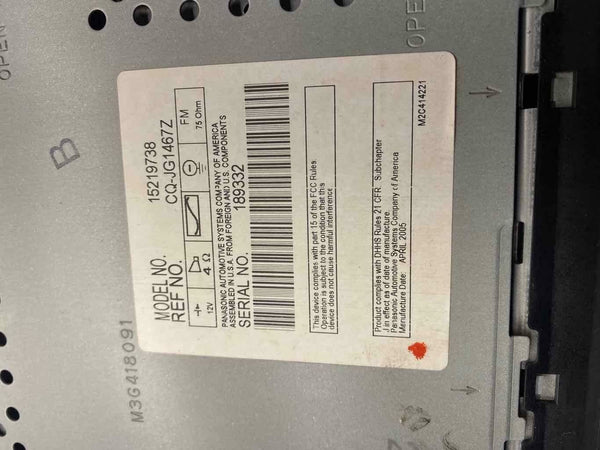 MODEL NO. 15219738
REF NO. CQ-JG1467Z
FM
12V 4 Ω 75 Ohm
PANASONIC AUTOMOTIVE SYSTEMS COMPANY OF AMERICA
ASSEMBLED IN U.S.A. FROM FOREIGN AND U.S. COMPONENTS
SERIAL NO. 189332
This device complies with part 15 of the FCC Rules.
Operation is subject to the condition that this
device does not cause harmful interference
Product complies with DHHS Rules 21 CFR Subchapter
J in effect as of date of manufacture.
Panasonic Automotive Systems Company of America
Manufacture Date: APRIL 2005
M2C414221
M3G418091
B
OPEN
OPEN